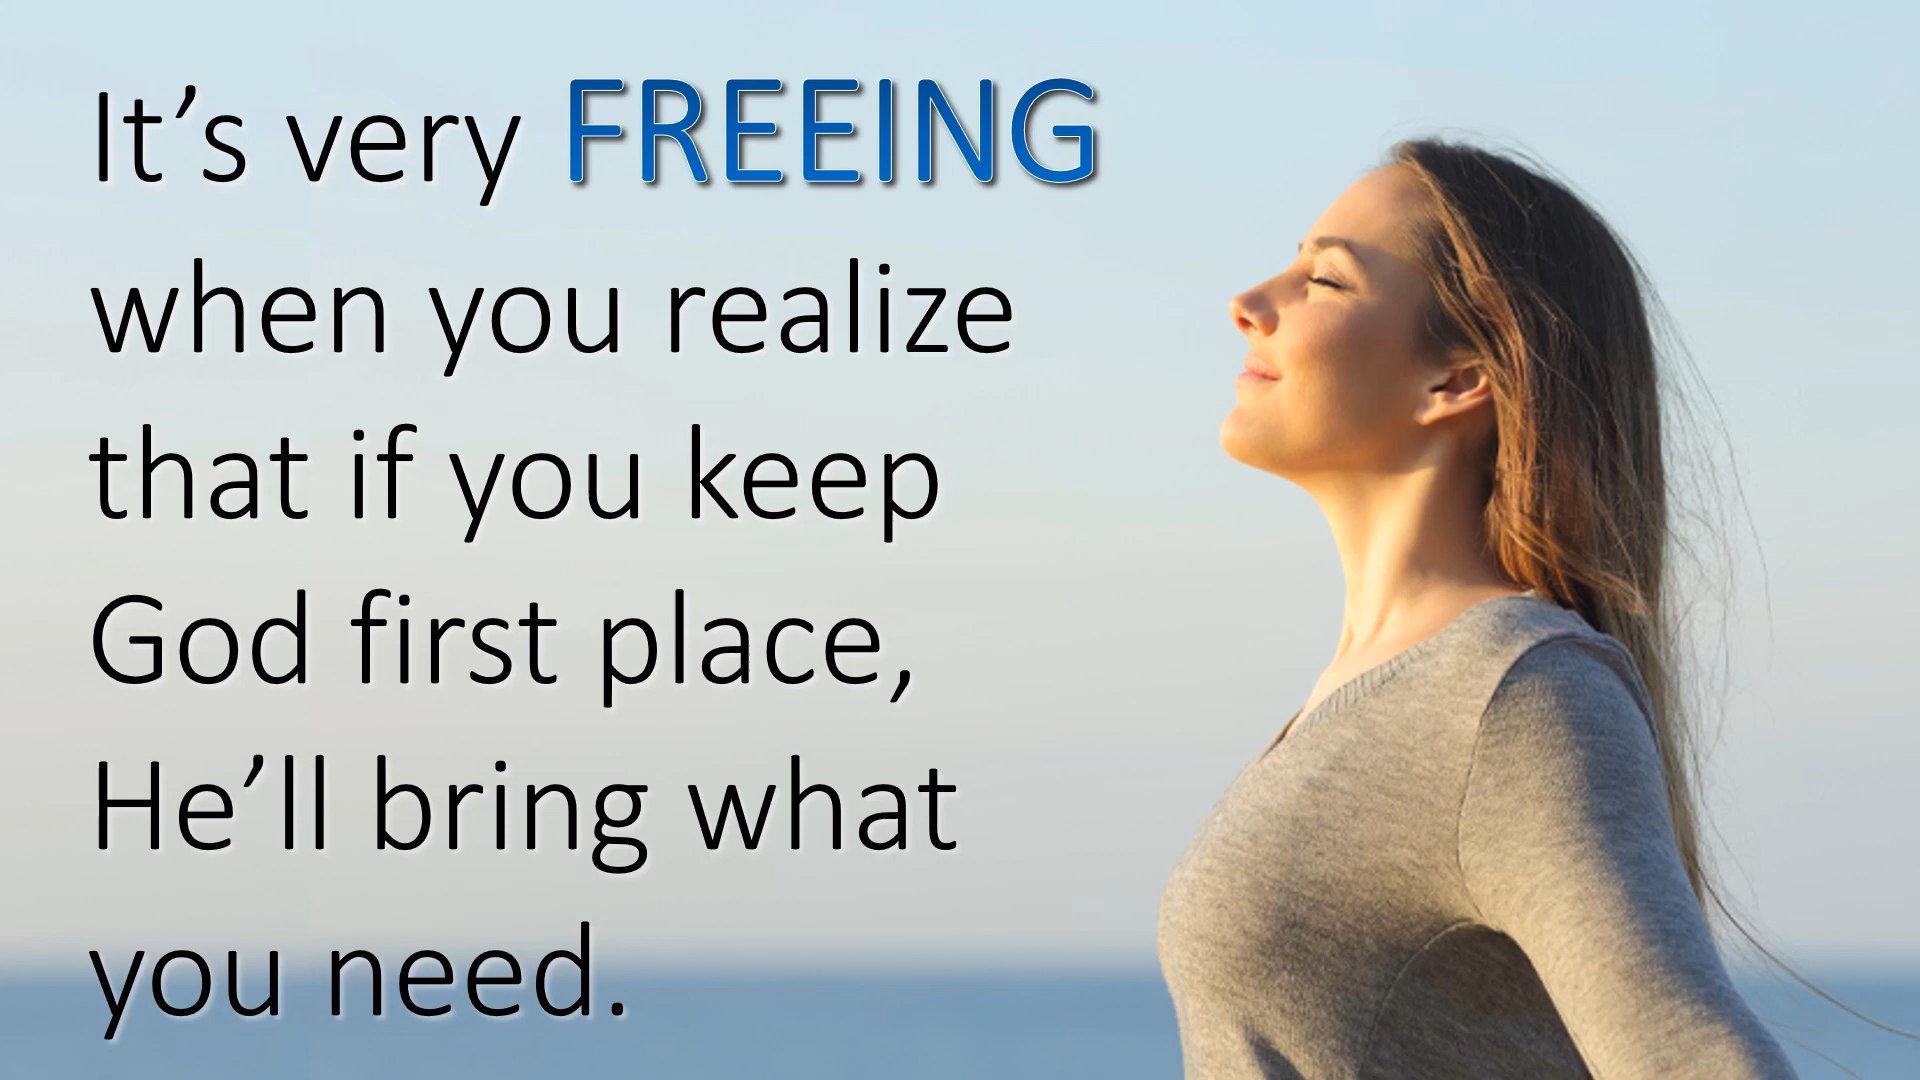 It’s very FREEING
when you realize
that if you keep
God first place,
He’ll bring what
you need.